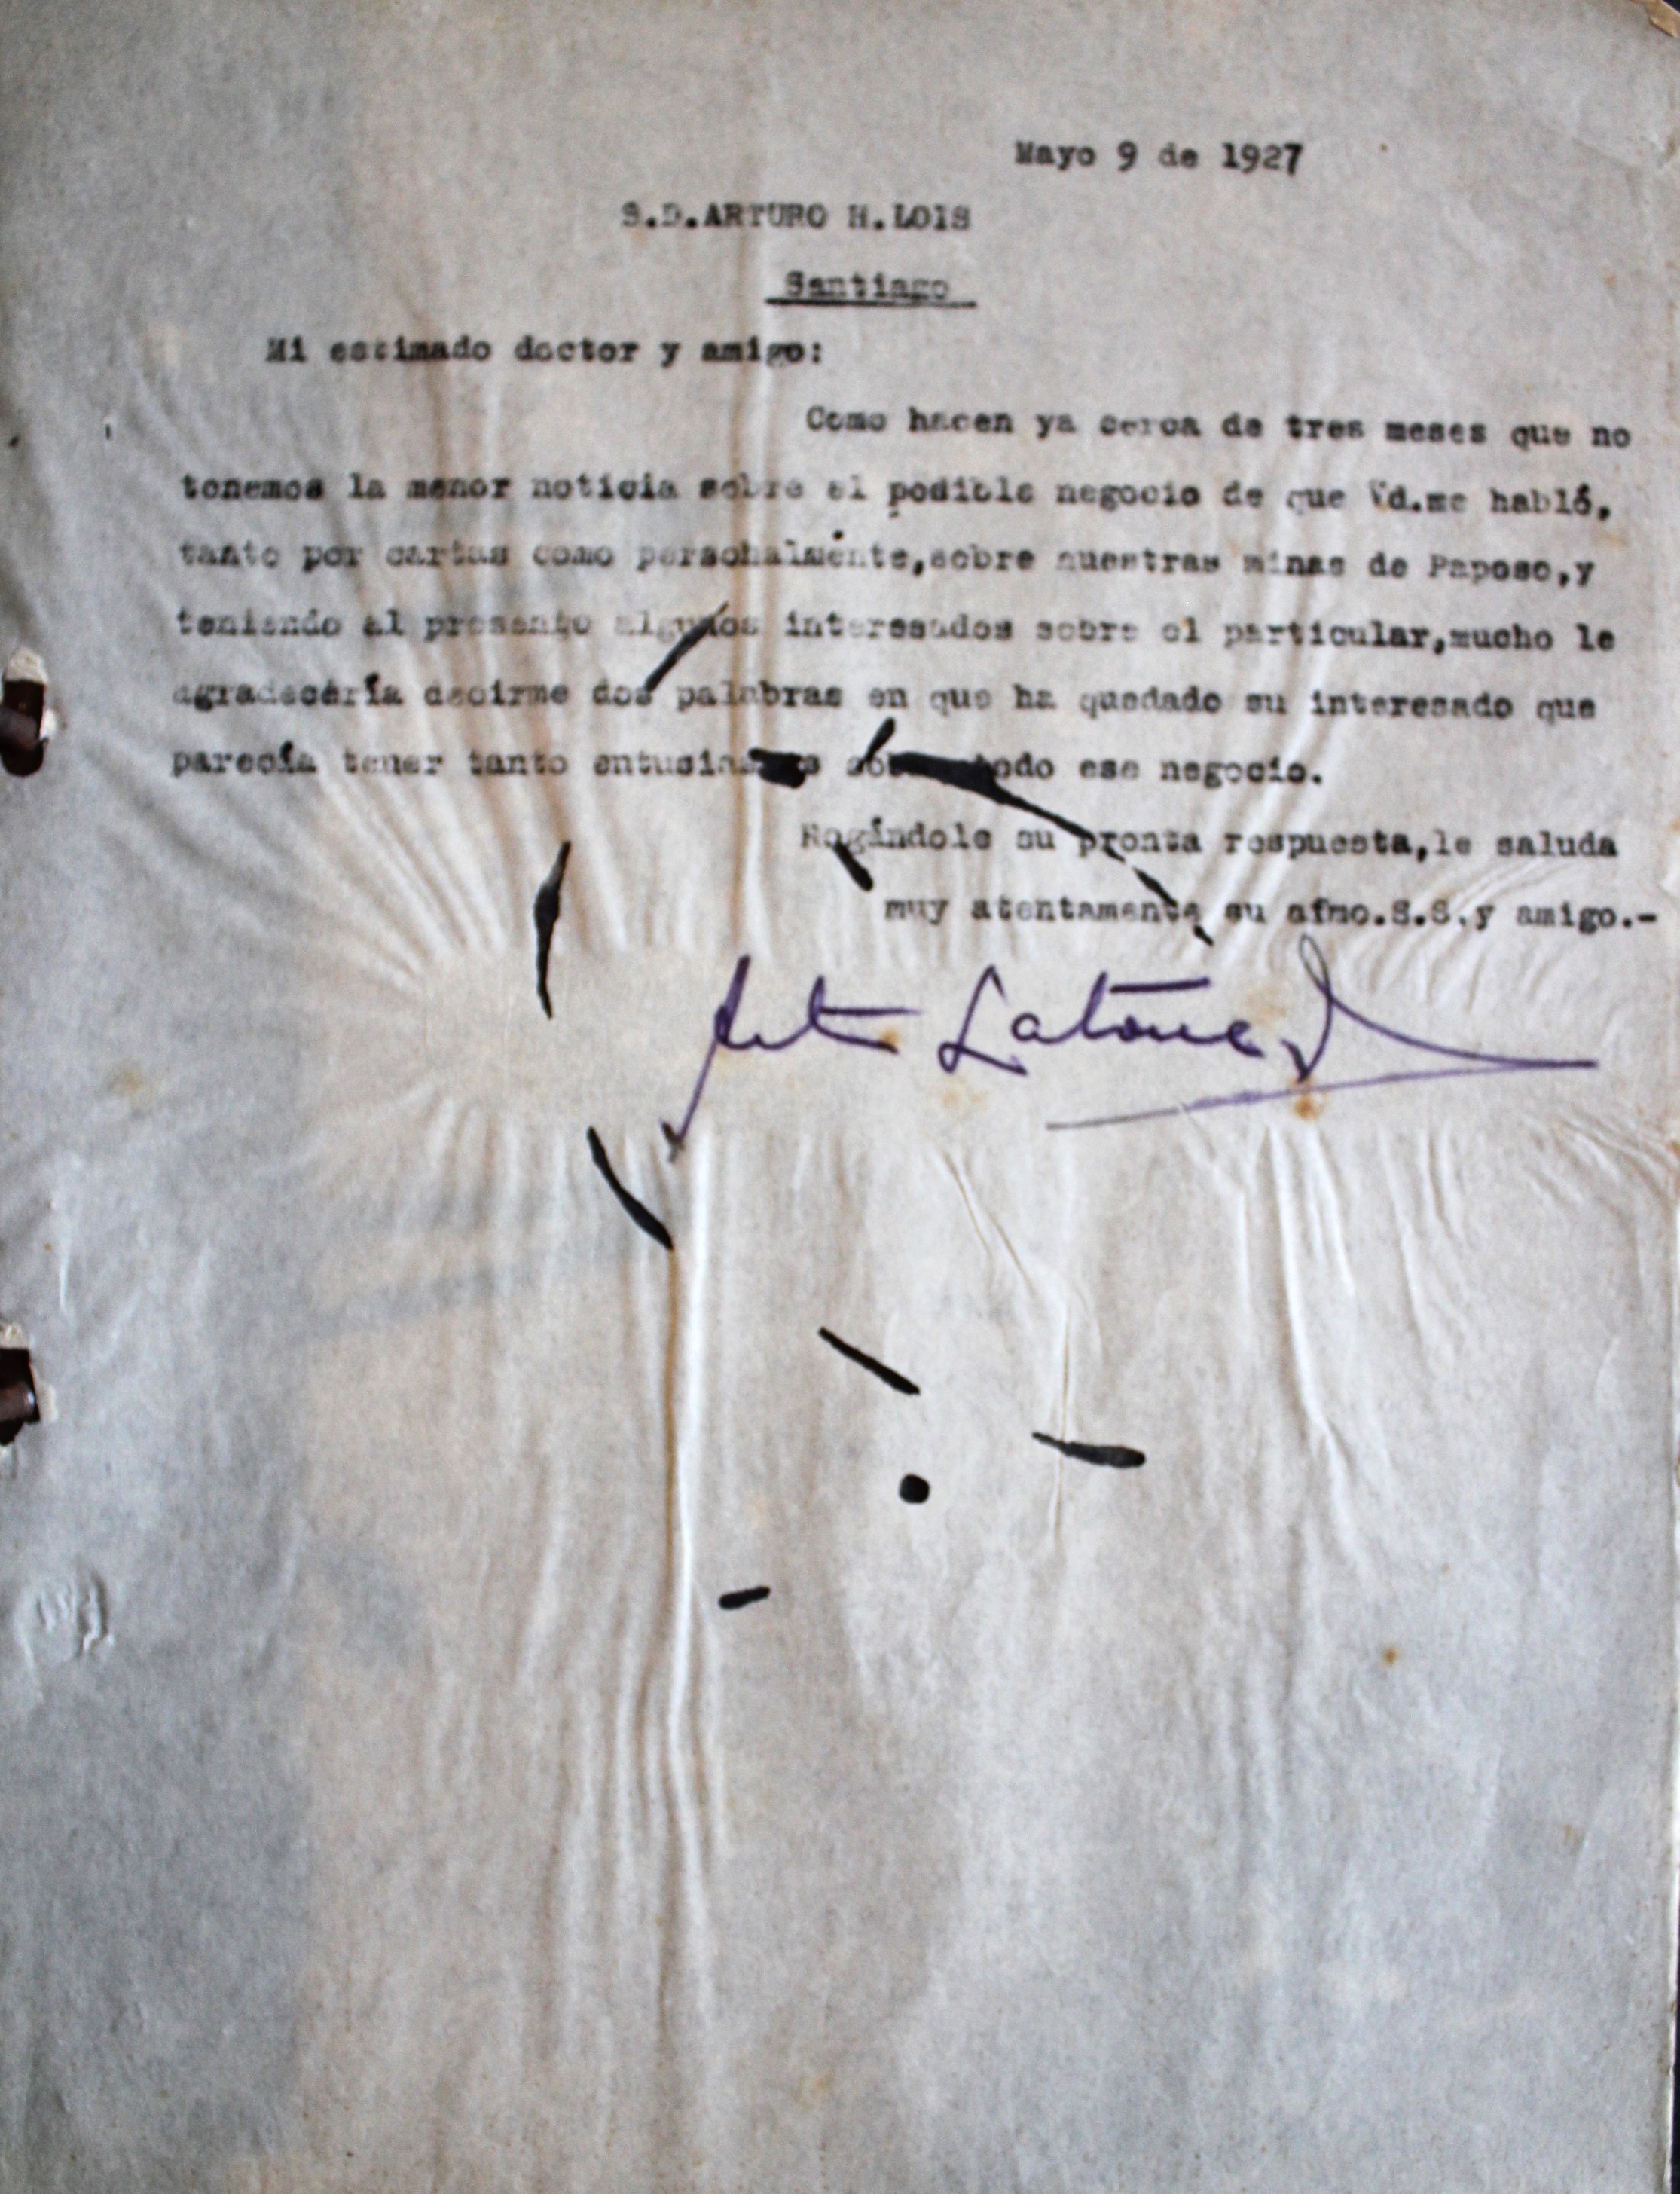 Mayo 9 de 1927
S.D.ARTURO H.LOIS
Santiago
Mi estimado doctor y amigo:
Como hacen ya cerca de tres meses que no
tenemos la menor noticia sobre el posible negocio de que Vd.me habló,
tanto por cartas como personalmente,sobre nuestras minas de Paposo,y
teniendo al presente algunos interesados sobre el particular,mucho le
agradecería decirme dos palabras en que ha quedado su interesado que
parecía tener tanto todo ese negocio.
Rogándole su pronta respuesta,le saluda
muy atentamente su afmo.S.S.y amigo.-